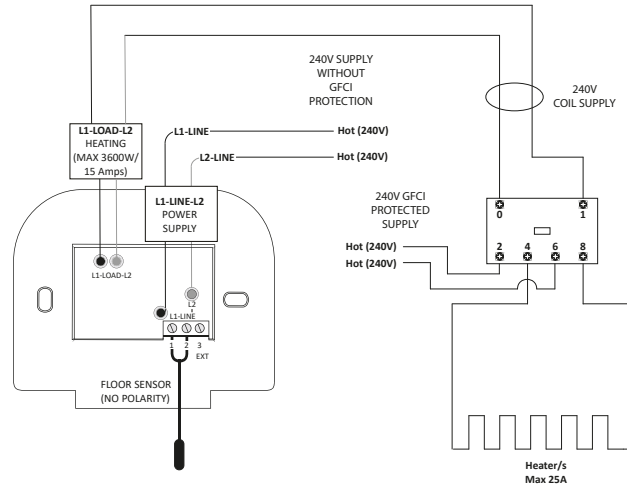 240V SUPPLY
WITHOUT
GFCI
PROTECTION
240V
COIL SUPPLY
L1-LOAD-L2
HEATING
(MAX 3600W/
15 Amps)
L1-LINE
Hot (240V)
L2-LINE
Hot (240V)
L1-LINE-L2
POWER
SUPPLY
240V GFCI
PROTECTED
SUPPLY
Hot (240V)
Hot (240V)
0
1
2
4
6
8
L1-LOAD-L2
L2
L1-LINE
1
2
3
EXT
FLOOR SENSOR
(NO POLARITY)
Heater/s
Max 25A